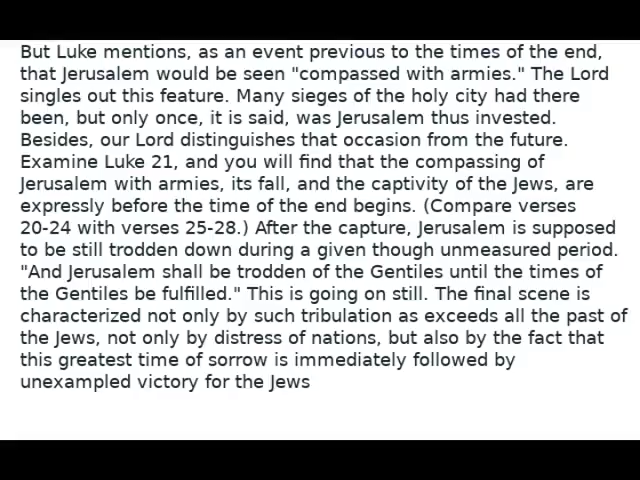 But Luke mentions, as an event previous to the times of the end,
that Jerusalem would be seen "compassed with armies." The Lord
singles out this feature. Many sieges of the holy city had there
been, but only once, it is said, was Jerusalem thus invested.
Besides, our Lord distinguishes that occasion from the future.
Examine Luke 21, and you will find that the compassing of
Jerusalem with armies, its fall, and the captivity of the Jews, are
expressly before the time of the end begins. (Compare verses
20-24 with verses 25-28.) After the capture, Jerusalem is supposed
to be still trodden down during a given though unmeasured period.
"And Jerusalem shall be trodden of the Gentiles until the times of
the Gentiles be fulfilled." This is going on still. The final scene is
characterized not only by such tribulation as exceeds all the past of
the Jews, not only by distress of nations, but also by the fact that
this greatest time of sorrow is immediately followed by
unexampled victory for the Jews